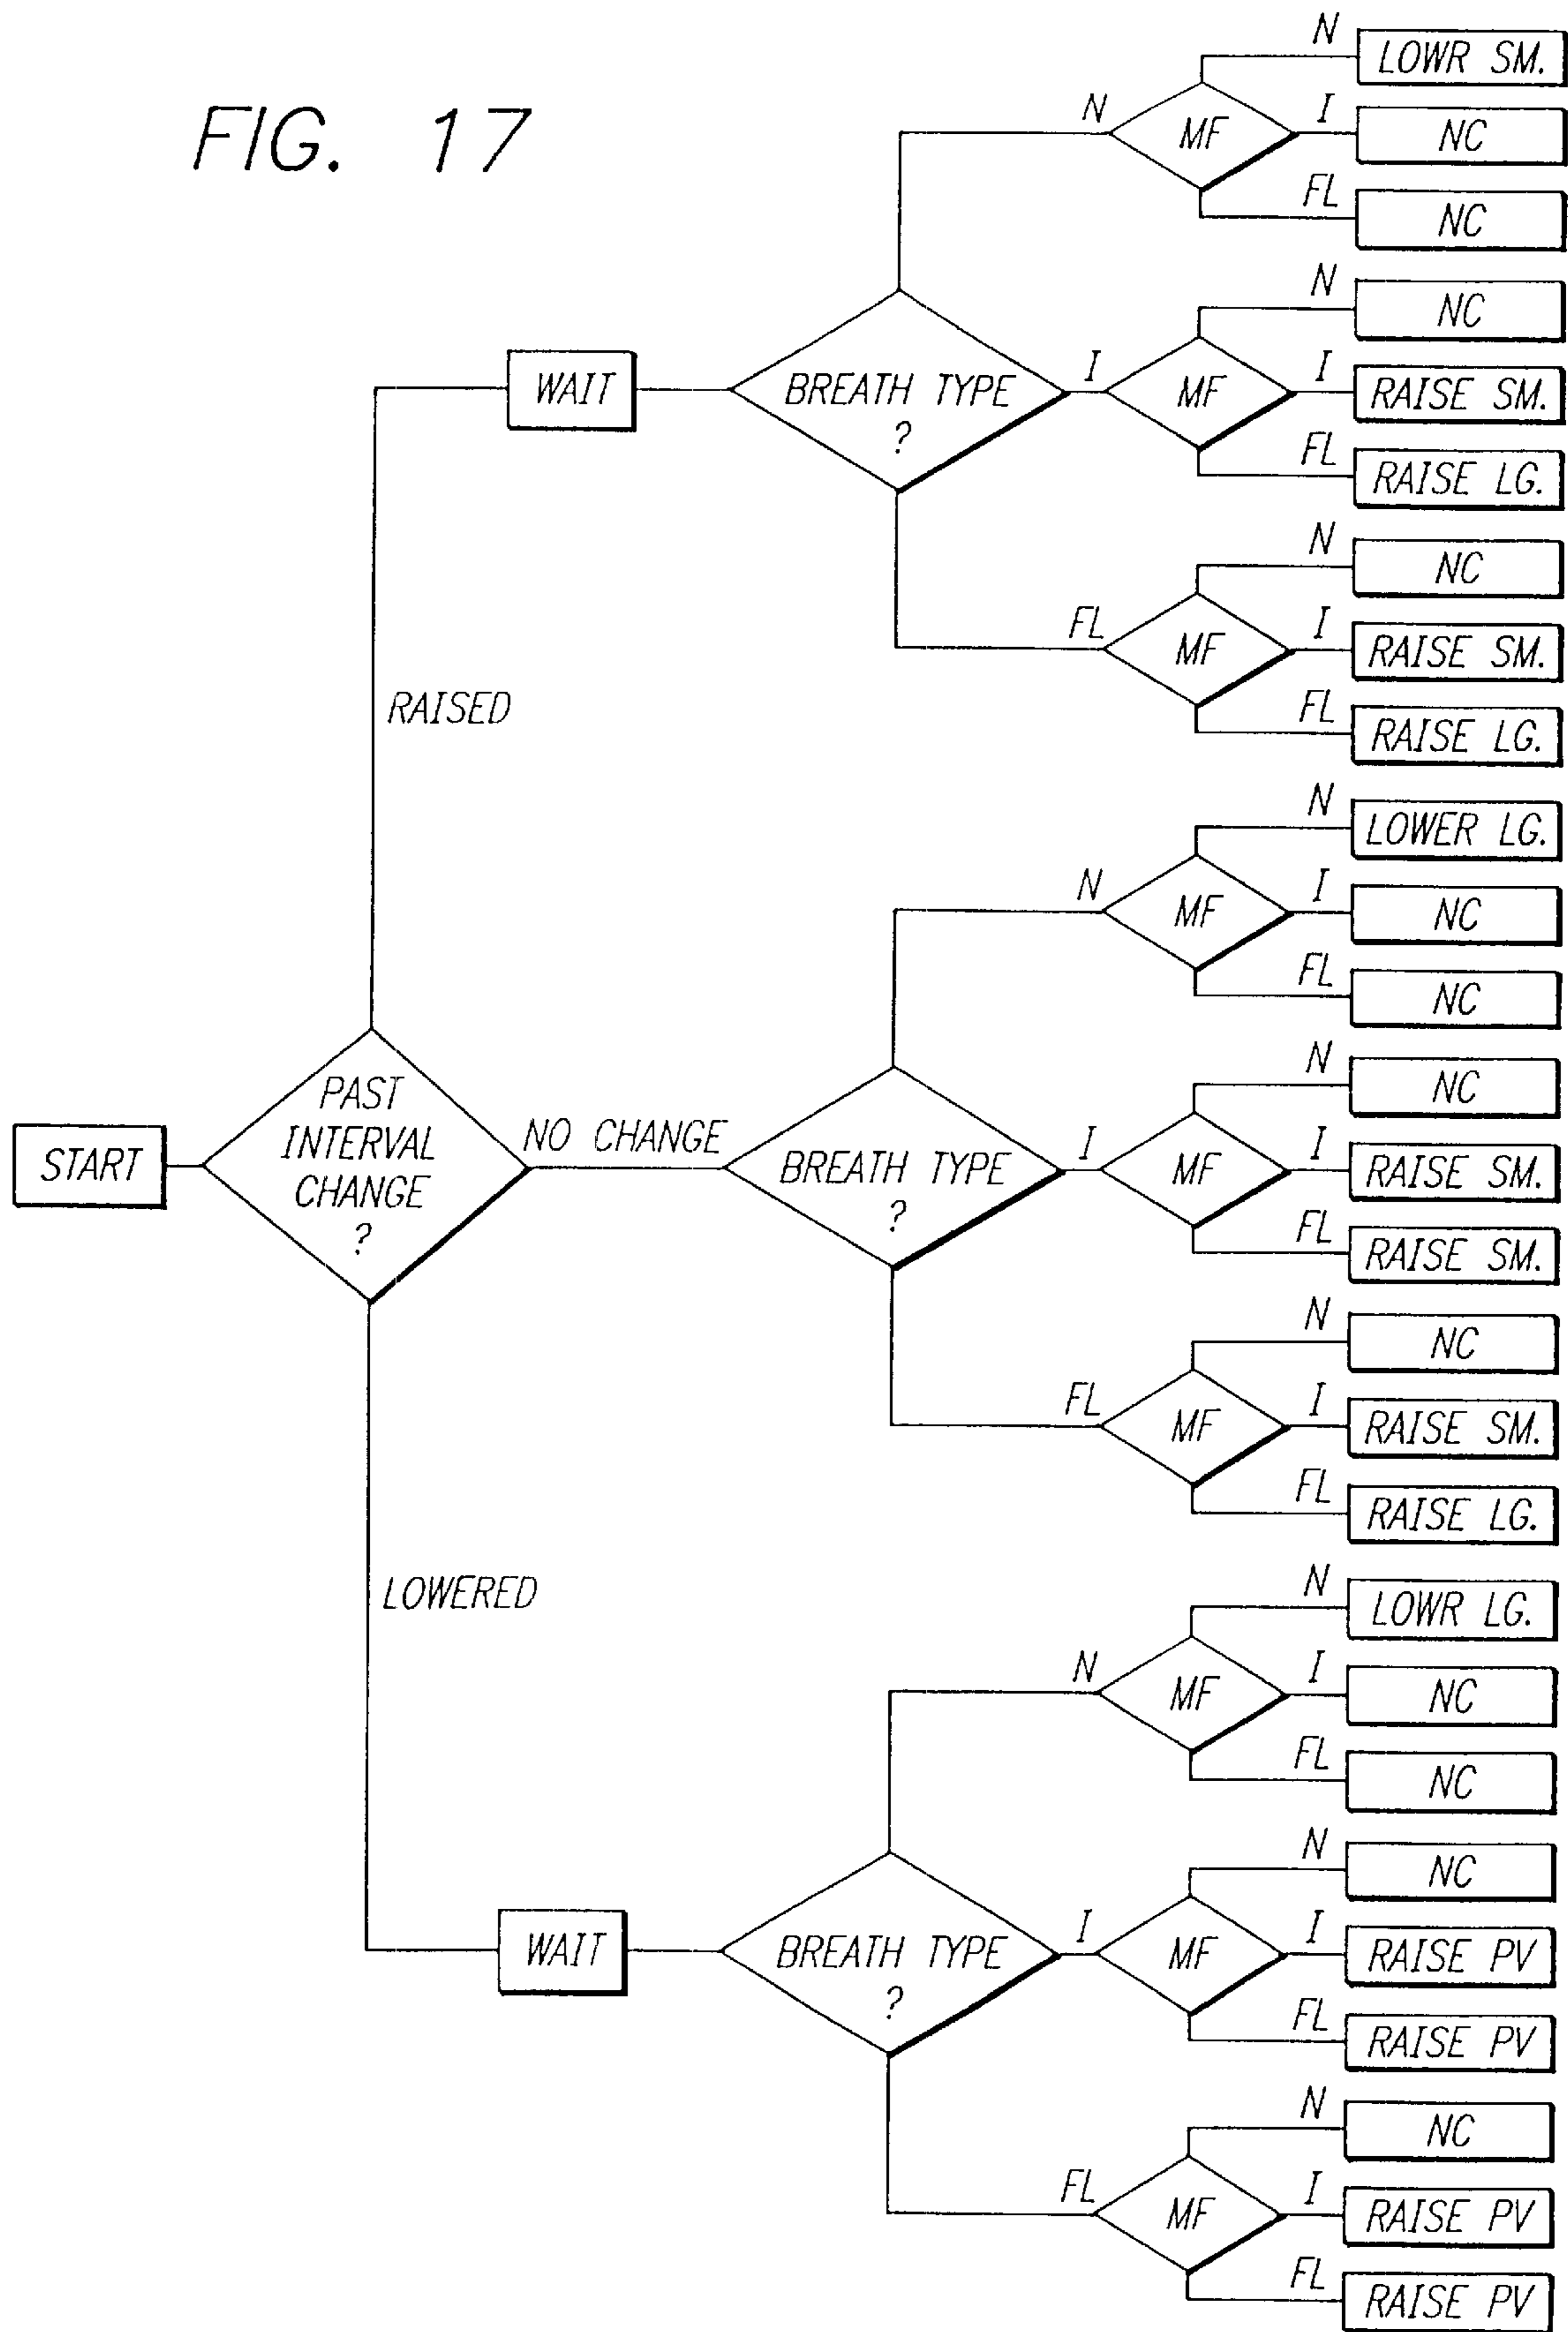 FIG. 17
N
LOWR SM.
N
MF
I
NC
FL
NC
N
NC
WAIT
BREATH TYPE
?
I
MF
I
RAISE SM.
FL
RAISE LG.
N
NC
FL
MF
I
RAISE SM.
RAISED
FL
RAISE LG.
N
LOWER LG.
N
MF
I
NC
FL
NC
N
NC
START
PAST
INTERVAL
CHANGE
?
NO CHANGE
BREATH TYPE
?
I
MF
I
RAISE SM.
FL
RAISE SM.
N
NC
FL
MF
I
RAISE SM.
FL
RAISE LG.
LOWERED
N
LOWR LG.
N
MF
I
NC
FL
NC
N
NC
WAIT
BREATH TYPE
?
I
MF
I
RAISE PV
FL
RAISE PV
N
NC
FL
MF
I
RAISE PV
FL
RAISE PV